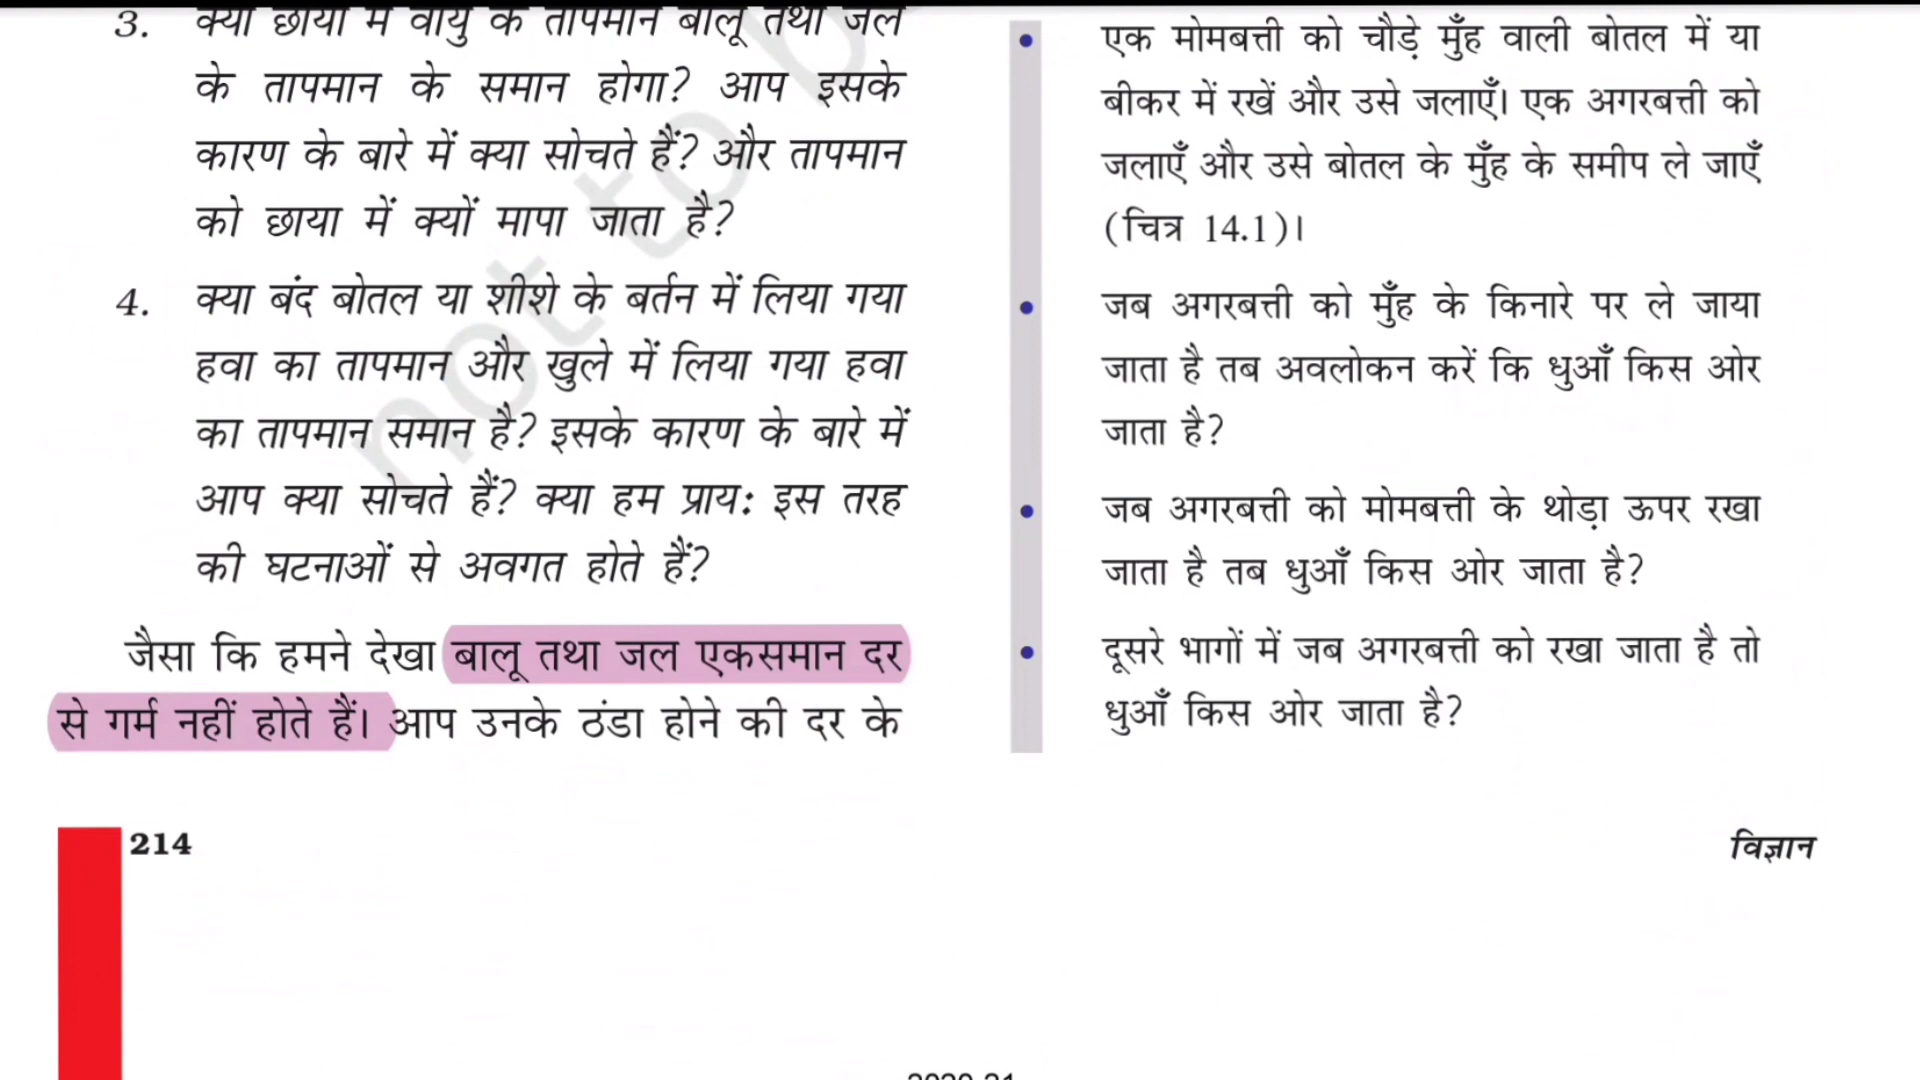 3. क्या छाया में वायु के तापमान बालू तथा जल
के तापमान के समान होगा? आप इसके
कारण के बारे में क्या सोचते हैं? और तापमान
को छाया में क्यों मापा जाता है?
4. क्या बंद बोतल या शीशे के बर्तन में लिया गया
हवा का तापमान और खुले में लिया गया हवा
का तापमान समान है? इसके कारण के बारे में
आप क्या सोचते हैं? क्या हम प्राय: इस तरह
की घटनाओं से अवगत होते हैं?
जैसा कि हमने देखा बालू तथा जल एकसमान दर
से गर्म नहीं होते हैं। आप उनके ठंडा होने की दर के
• एक मोमबत्ती को चौड़े मुँह वाली बोतल में या
बीकर में रखें और उसे जलाएँ। एक अगरबत्ती को
जलाएँ और उसे बोतल के मुँह के समीप ले जाएँ
(चित्र 14.1)।
• जब अगरबत्ती को मुँह के किनारे पर ले जाया
जाता है तब अवलोकन करें कि धुआँ किस ओर
जाता है?
• जब अगरबत्ती को मोमबत्ती के थोड़ा ऊपर रखा
जाता है तब धुआँ किस ओर जाता है?
• दूसरे भागों में जब अगरबत्ती को रखा जाता है तो
धुआँ किस ओर जाता है?
214
विज्ञान
not to b